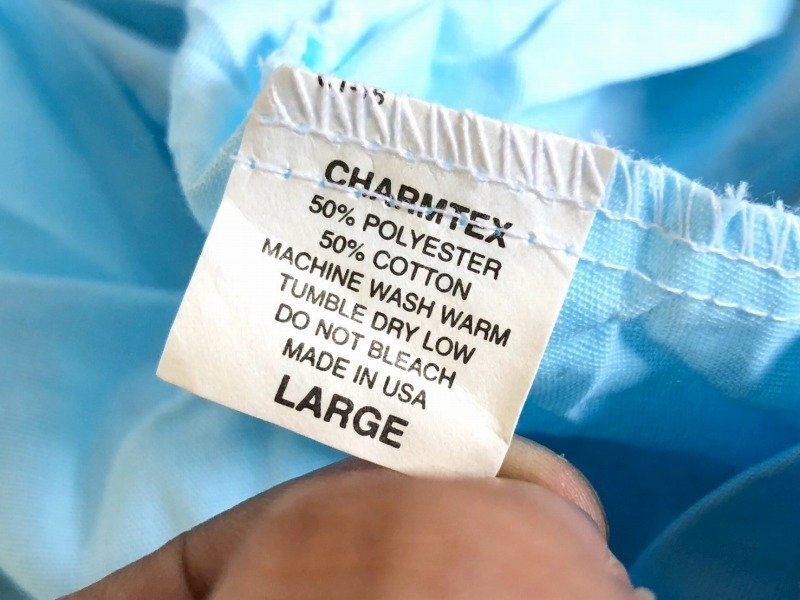 CHARMTEX
50% POLYESTER
50% COTTON
MACHINE WASH WARM
TUMBLE DRY LOW
DO NOT BLEACH
MADE IN USA
LARGE